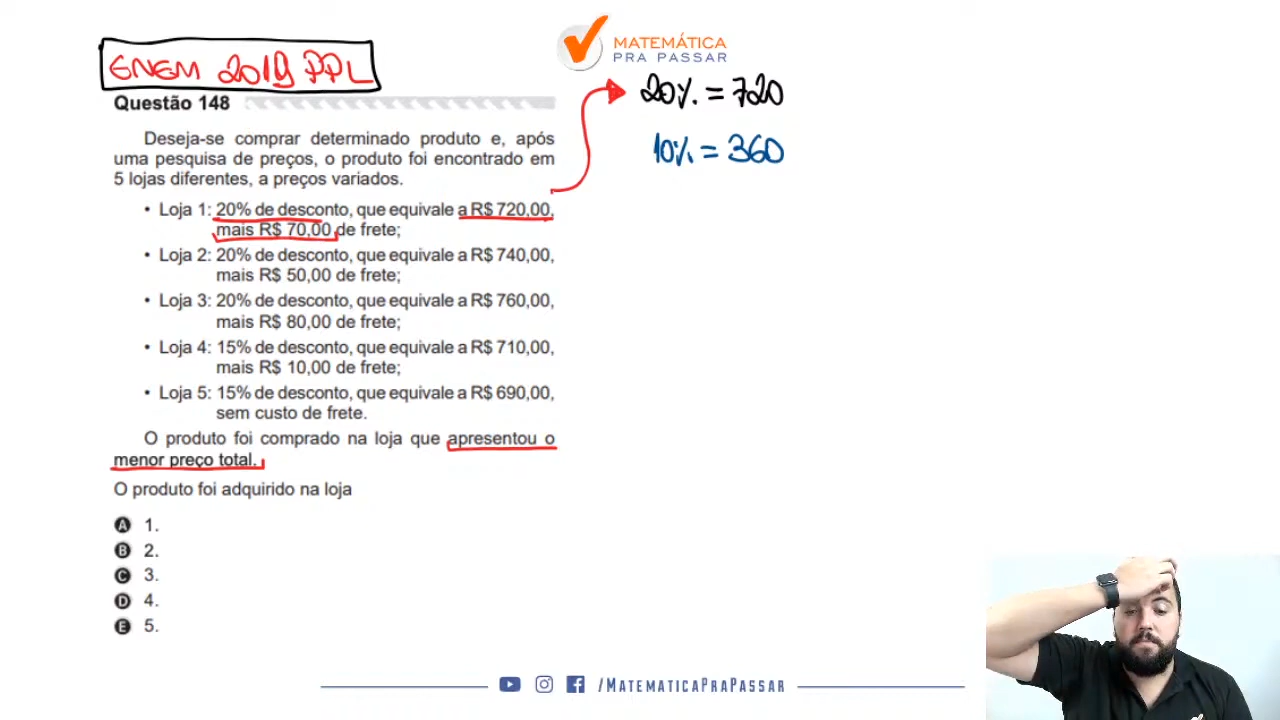 ENEM 2019 PPL
MATEMÁTICA
PRA PASSAR
Questão 148
20% = 720
10% = 360
Deseja-se comprar determinado produto e, após
uma pesquisa de preços, o produto foi encontrado em
5 lojas diferentes, a preços variados.
• Loja 1: 20% de desconto, que equivale a R$ 720,00,
mais R$ 70,00 de frete;
• Loja 2: 20% de desconto, que equivale a R$ 740,00,
mais R$ 50,00 de frete;
• Loja 3: 20% de desconto, que equivale a R$ 760,00,
mais R$ 80,00 de frete;
• Loja 4: 15% de desconto, que equivale a R$ 710,00,
mais R$ 10,00 de frete;
• Loja 5: 15% de desconto, que equivale a R$ 690,00,
sem custo de frete.
O produto foi comprado na loja que apresentou o
menor preço total.
O produto foi adquirido na loja
A 1.
B 2.
C 3.
D 4.
E 5.
/MATEMATICAPRAPASSAR